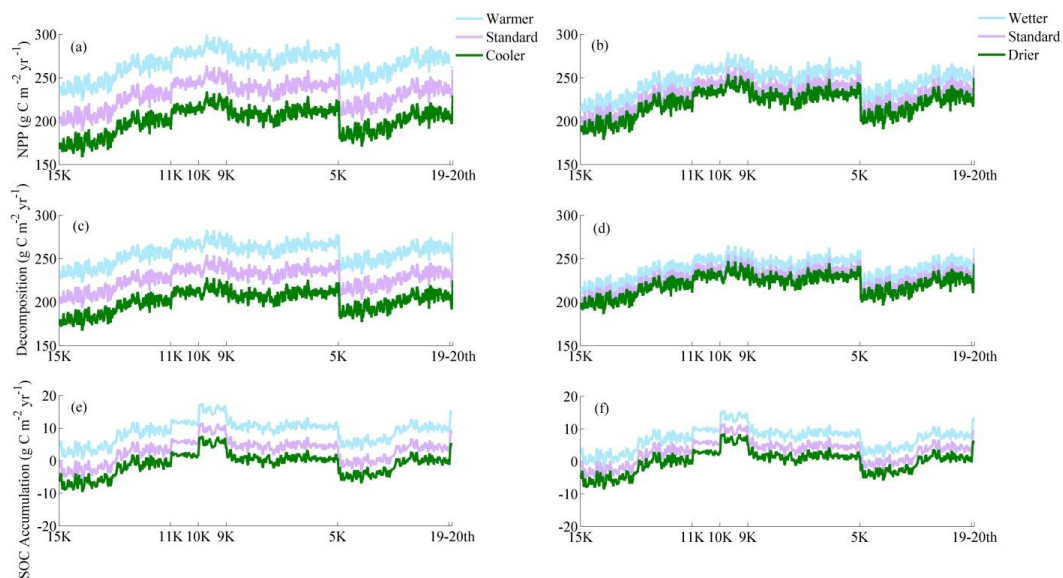 Warmer
Standard
Cooler
Wetter
Standard
Drier
(a)
NPP (g C m⁻² yr⁻¹)
300
250
200
150
15K 11K 10K 9K 5K 19-20th
(b)
300
250
200
150
15K 11K 10K 9K 5K 19-20th
(c)
Decomposition (g C m⁻² yr⁻¹)
300
250
200
150
15K 11K 10K 9K 5K 19-20th
(d)
300
250
200
150
15K 11K 10K 9K 5K 19-20th
(e)
SOC Accumulation (g C m⁻² yr⁻¹)
20
10
0
-10
-20
15K 11K 10K 9K 5K 19-20th
(f)
20
10
0
-10
-20
15K 11K 10K 9K 5K 19-20th